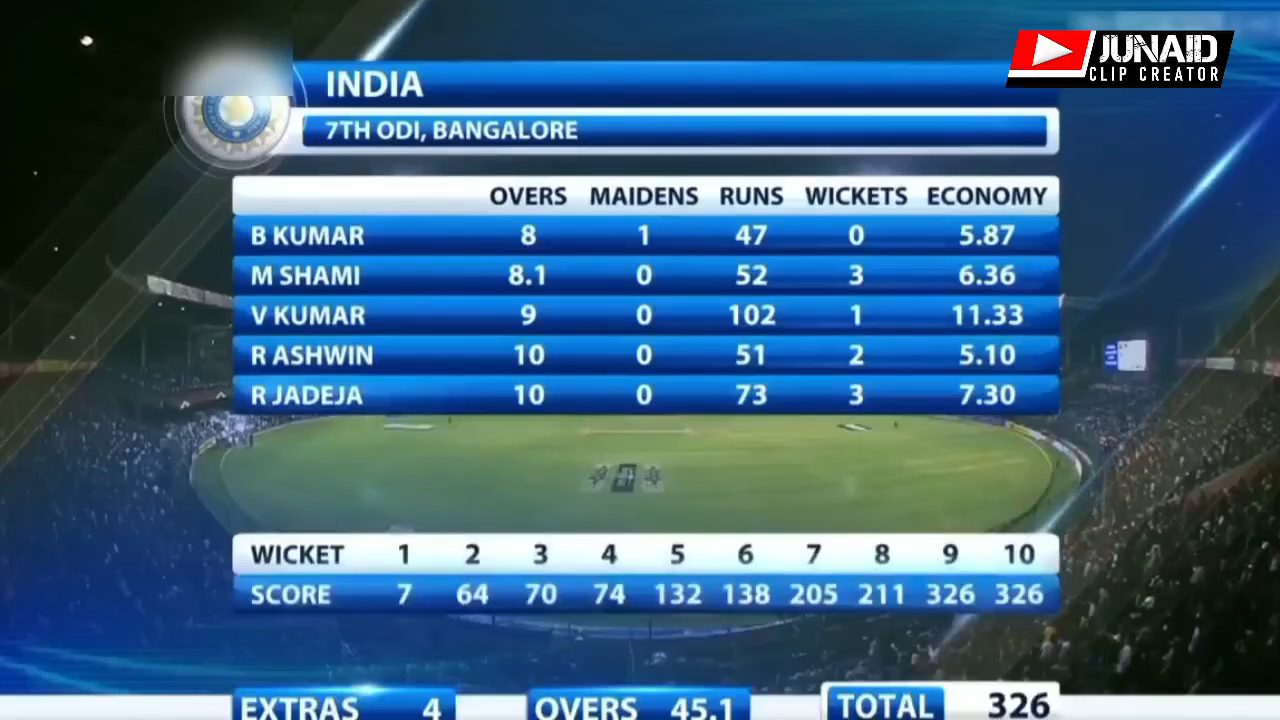 JUNAID
CLIP CREATOR
INDIA
7TH ODI, BANGALORE
OVERS MAIDENS RUNS WICKETS ECONOMY
B KUMAR 8 1 47 0 5.87
M SHAMI 8.1 0 52 3 6.36
V KUMAR 9 0 102 1 11.33
R ASHWIN 10 0 51 2 5.10
R JADEJA 10 0 73 3 7.30
WICKET 1 2 3 4 5 6 7 8 9 10
SCORE 7 64 70 74 132 138 205 211 326 326
EXTRAS 4 OVERS 45.1 TOTAL 326